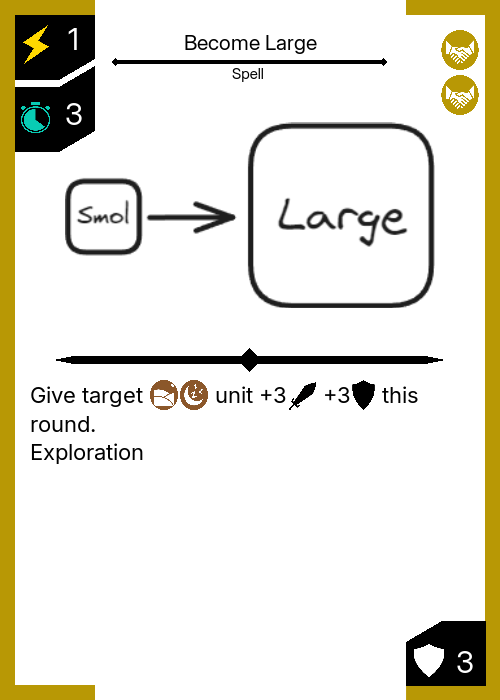 1
Become Large
Spell
3
Smol
Large
Give target unit +3 +3 this
round.
Exploration
3